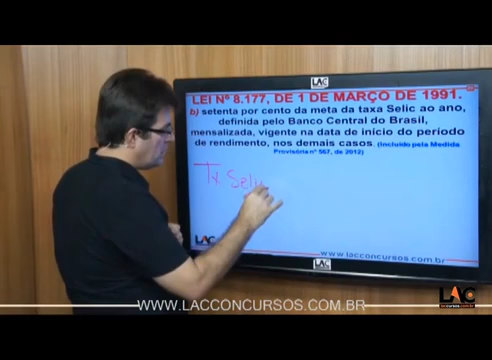 LAC
LEI Nº 8.177, DE 1 DE MARÇO DE 1991.
b) setenta por cento da meta da taxa Selic ao ano,
definida pelo Banco Central do Brasil,
mensalizada, vigente na data de início do período
de rendimento, nos demais casos. (Incluído pela Medida
Provisória nº 567, de 2012)
Tx Selic
LAC
www.lacconcursos.com.br
LAC
WWW.LACCONCURSOS.COM.BR
LAC